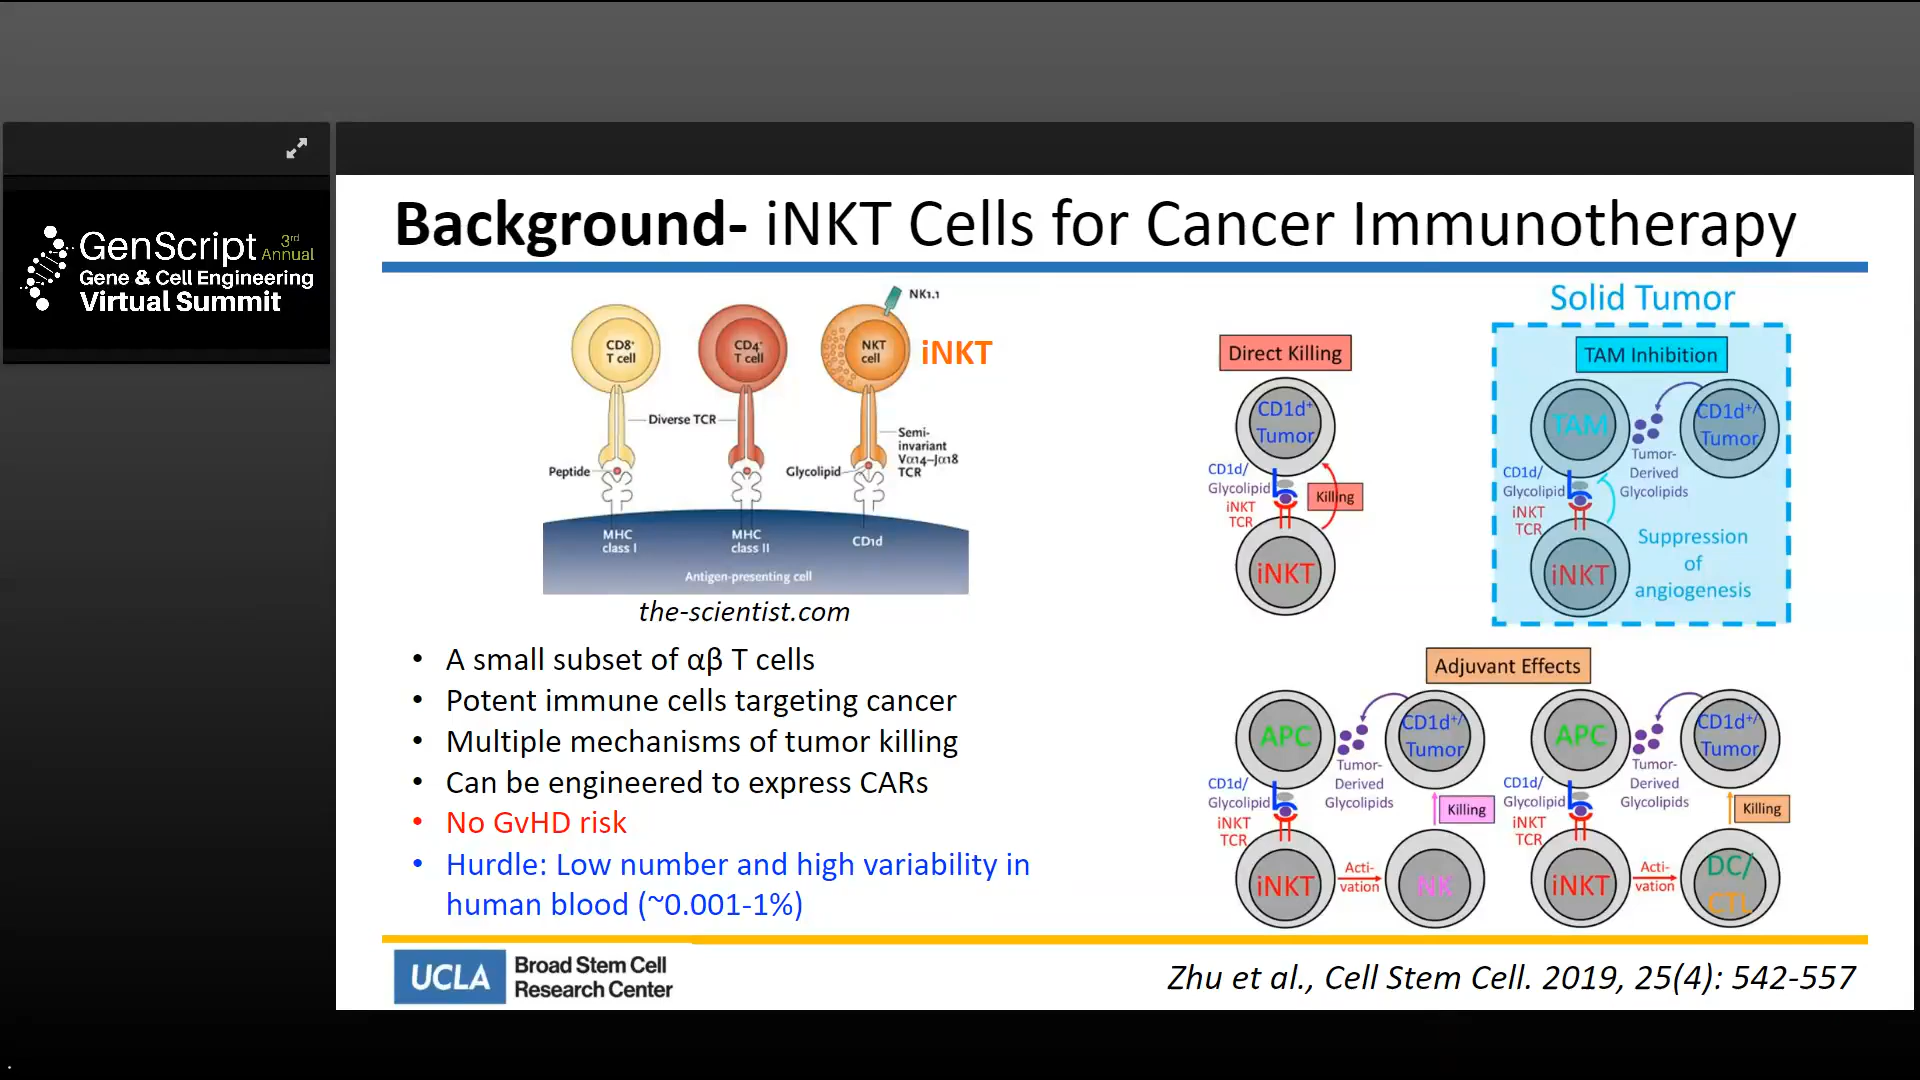 GenScript 3rd Annual
Gene & Cell Engineering
Virtual Summit
Background- iNKT Cells for Cancer Immunotherapy
NK1.1
CD8+
T cell
CD4+
T cell
NKT
cell
iNKT
Diverse TCR
Semi-
invariant
Vα14–Jα18
TCR
Peptide
Glycolipid
MHC
class I
MHC
class II
CD1d
Antigen-presenting cell
the-scientist.com
• A small subset of αβ T cells
• Potent immune cells targeting cancer
• Multiple mechanisms of tumor killing
• Can be engineered to express CARs
• No GvHD risk
• Hurdle: Low number and high variability in
human blood (~0.001-1%)
Direct Killing
CD1d+
Tumor
CD1d/
Glycolipid
iNKT
TCR
Killing
iNKT
Solid Tumor
TAM Inhibition
TAM
CD1d+/-
Tumor
Tumor-
Derived
Glycolipids
CD1d/
Glycolipid
iNKT
TCR
Suppression
of
angiogenesis
iNKT
Adjuvant Effects
APC
CD1d+/-
Tumor
Tumor-
Derived
Glycolipids
CD1d/
Glycolipid
iNKT
TCR
Killing
iNKT
Acti-
vation
NK
APC
CD1d+/-
Tumor
Tumor-
Derived
Glycolipids
CD1d/
Glycolipid
iNKT
TCR
Killing
iNKT
Acti-
vation
DC/
CTL
UCLA
Broad Stem Cell
Research Center
Zhu et al., Cell Stem Cell. 2019, 25(4): 542-557